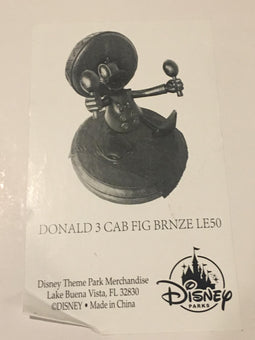 DONALD 3 CAB FIG BRNZE LE50
Disney Theme Park Merchandise
Lake Buena Vista, FL 32830
©DISNEY • Made in China
Disney
PARKS